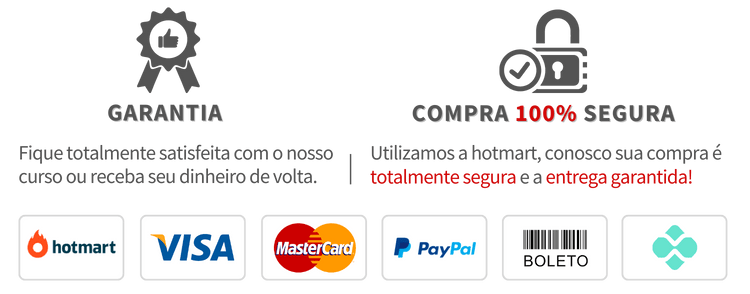 GARANTIA
Fique totalmente satisfeita com o nosso
curso ou receba seu dinheiro de volta.
COMPRA 100% SEGURA
Utilizamos a hotmart, conosco sua compra é
totalmente segura e a entrega garantida!
hotmart
VISA
MasterCard
PayPal
BOLETO